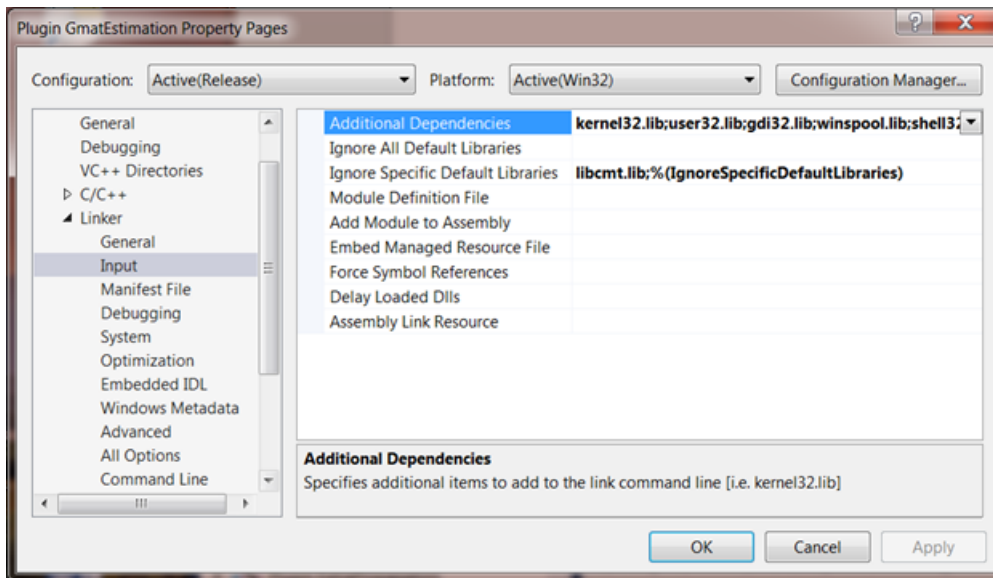 Plugin GmatEstimation Property Pages
Configuration: Active(Release) Platform: Active(Win32) Configuration Manager...
General
Debugging
VC++ Directories
C/C++
Linker
General
Input
Manifest File
Debugging
System
Optimization
Embedded IDL
Windows Metadata
Advanced
All Options
Command Line
Additional Dependencies kernel32.lib;user32.lib;gdi32.lib;winspool.lib;shell32
Ignore All Default Libraries
Ignore Specific Default Libraries libcmt.lib;%(IgnoreSpecificDefaultLibraries)
Module Definition File
Add Module to Assembly
Embed Managed Resource File
Force Symbol References
Delay Loaded Dlls
Assembly Link Resource
Additional Dependencies
Specifies additional items to add to the link command line [i.e. kernel32.lib]
OK Cancel Apply